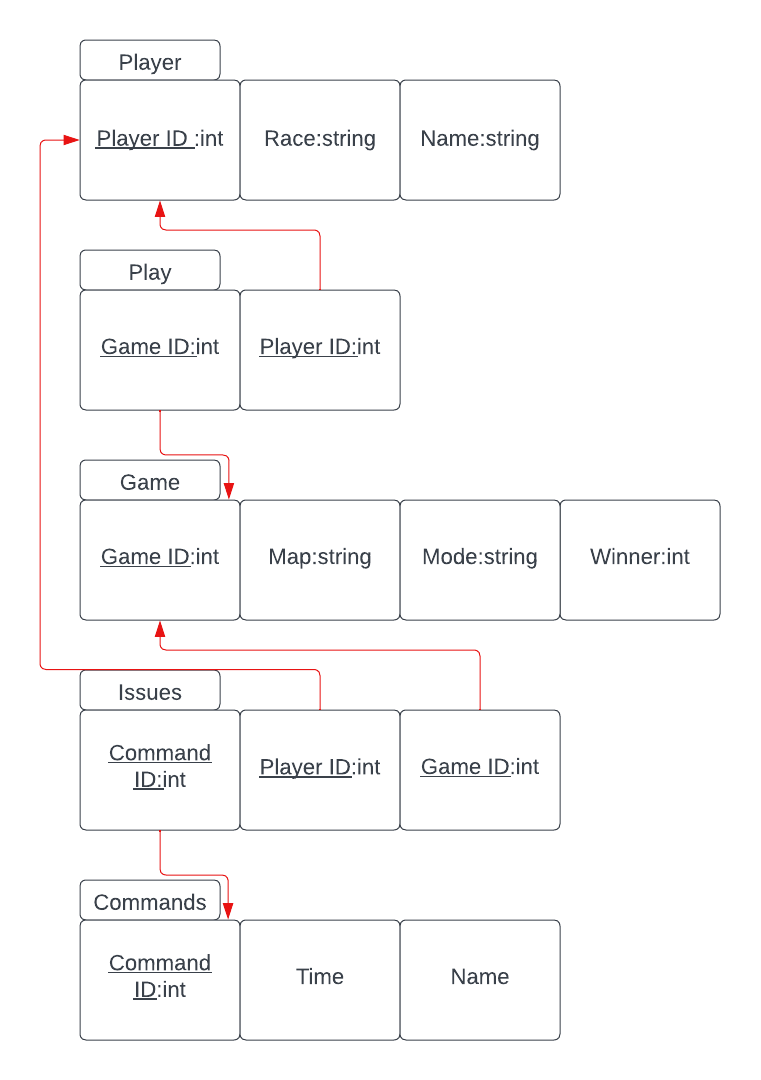 Player
Player ID :int
Race:string
Name:string
Play
Game ID:int
Player ID:int
Game
Game ID:int
Map:string
Mode:string
Winner:int
Issues
Command
ID:int
Player ID:int
Game ID:int
Commands
Command
ID:int
Time
Name